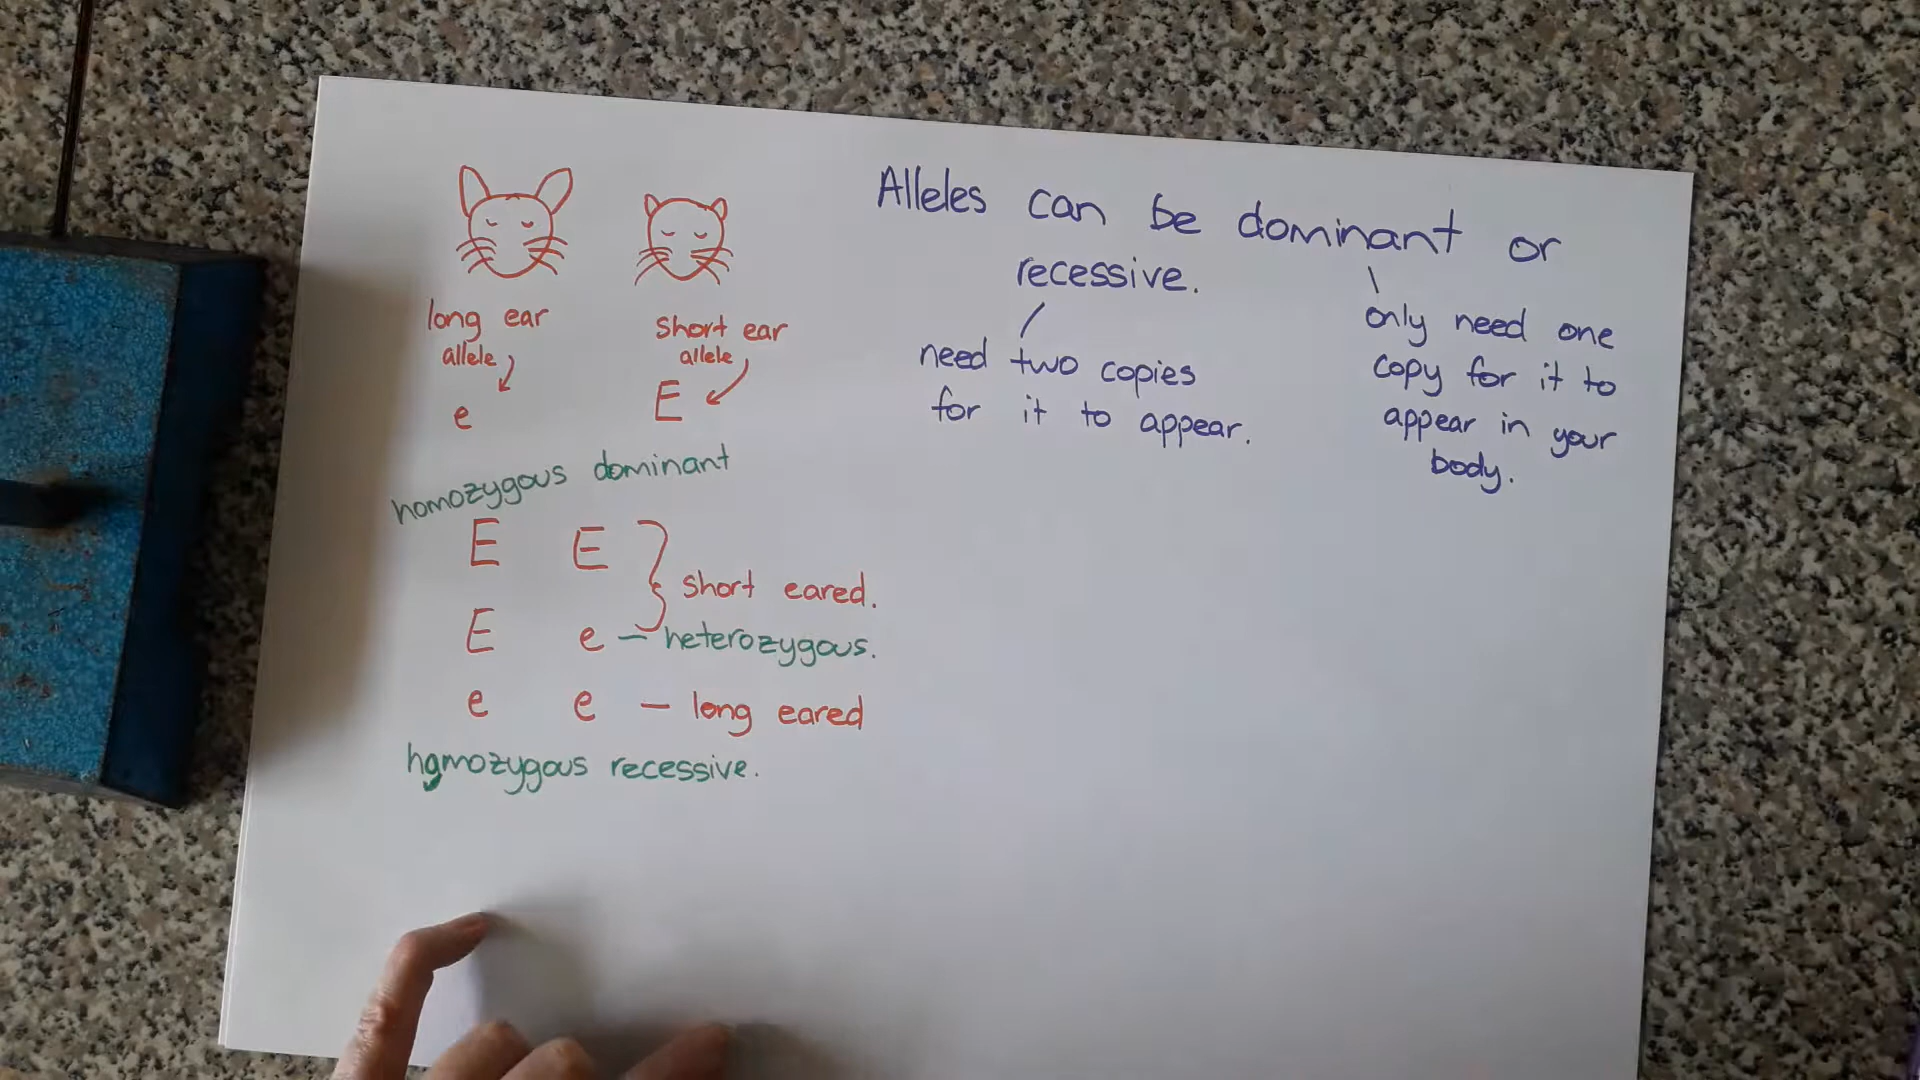 Alleles can be dominant or
recessive.
need two copies
for it to appear.
only need one
copy for it to
appear in your
body.
long ear
allele
e
short ear
allele
E
homozygous dominant
E E
short eared.
E e – heterozygous.
e e – long eared
homozygous recessive.